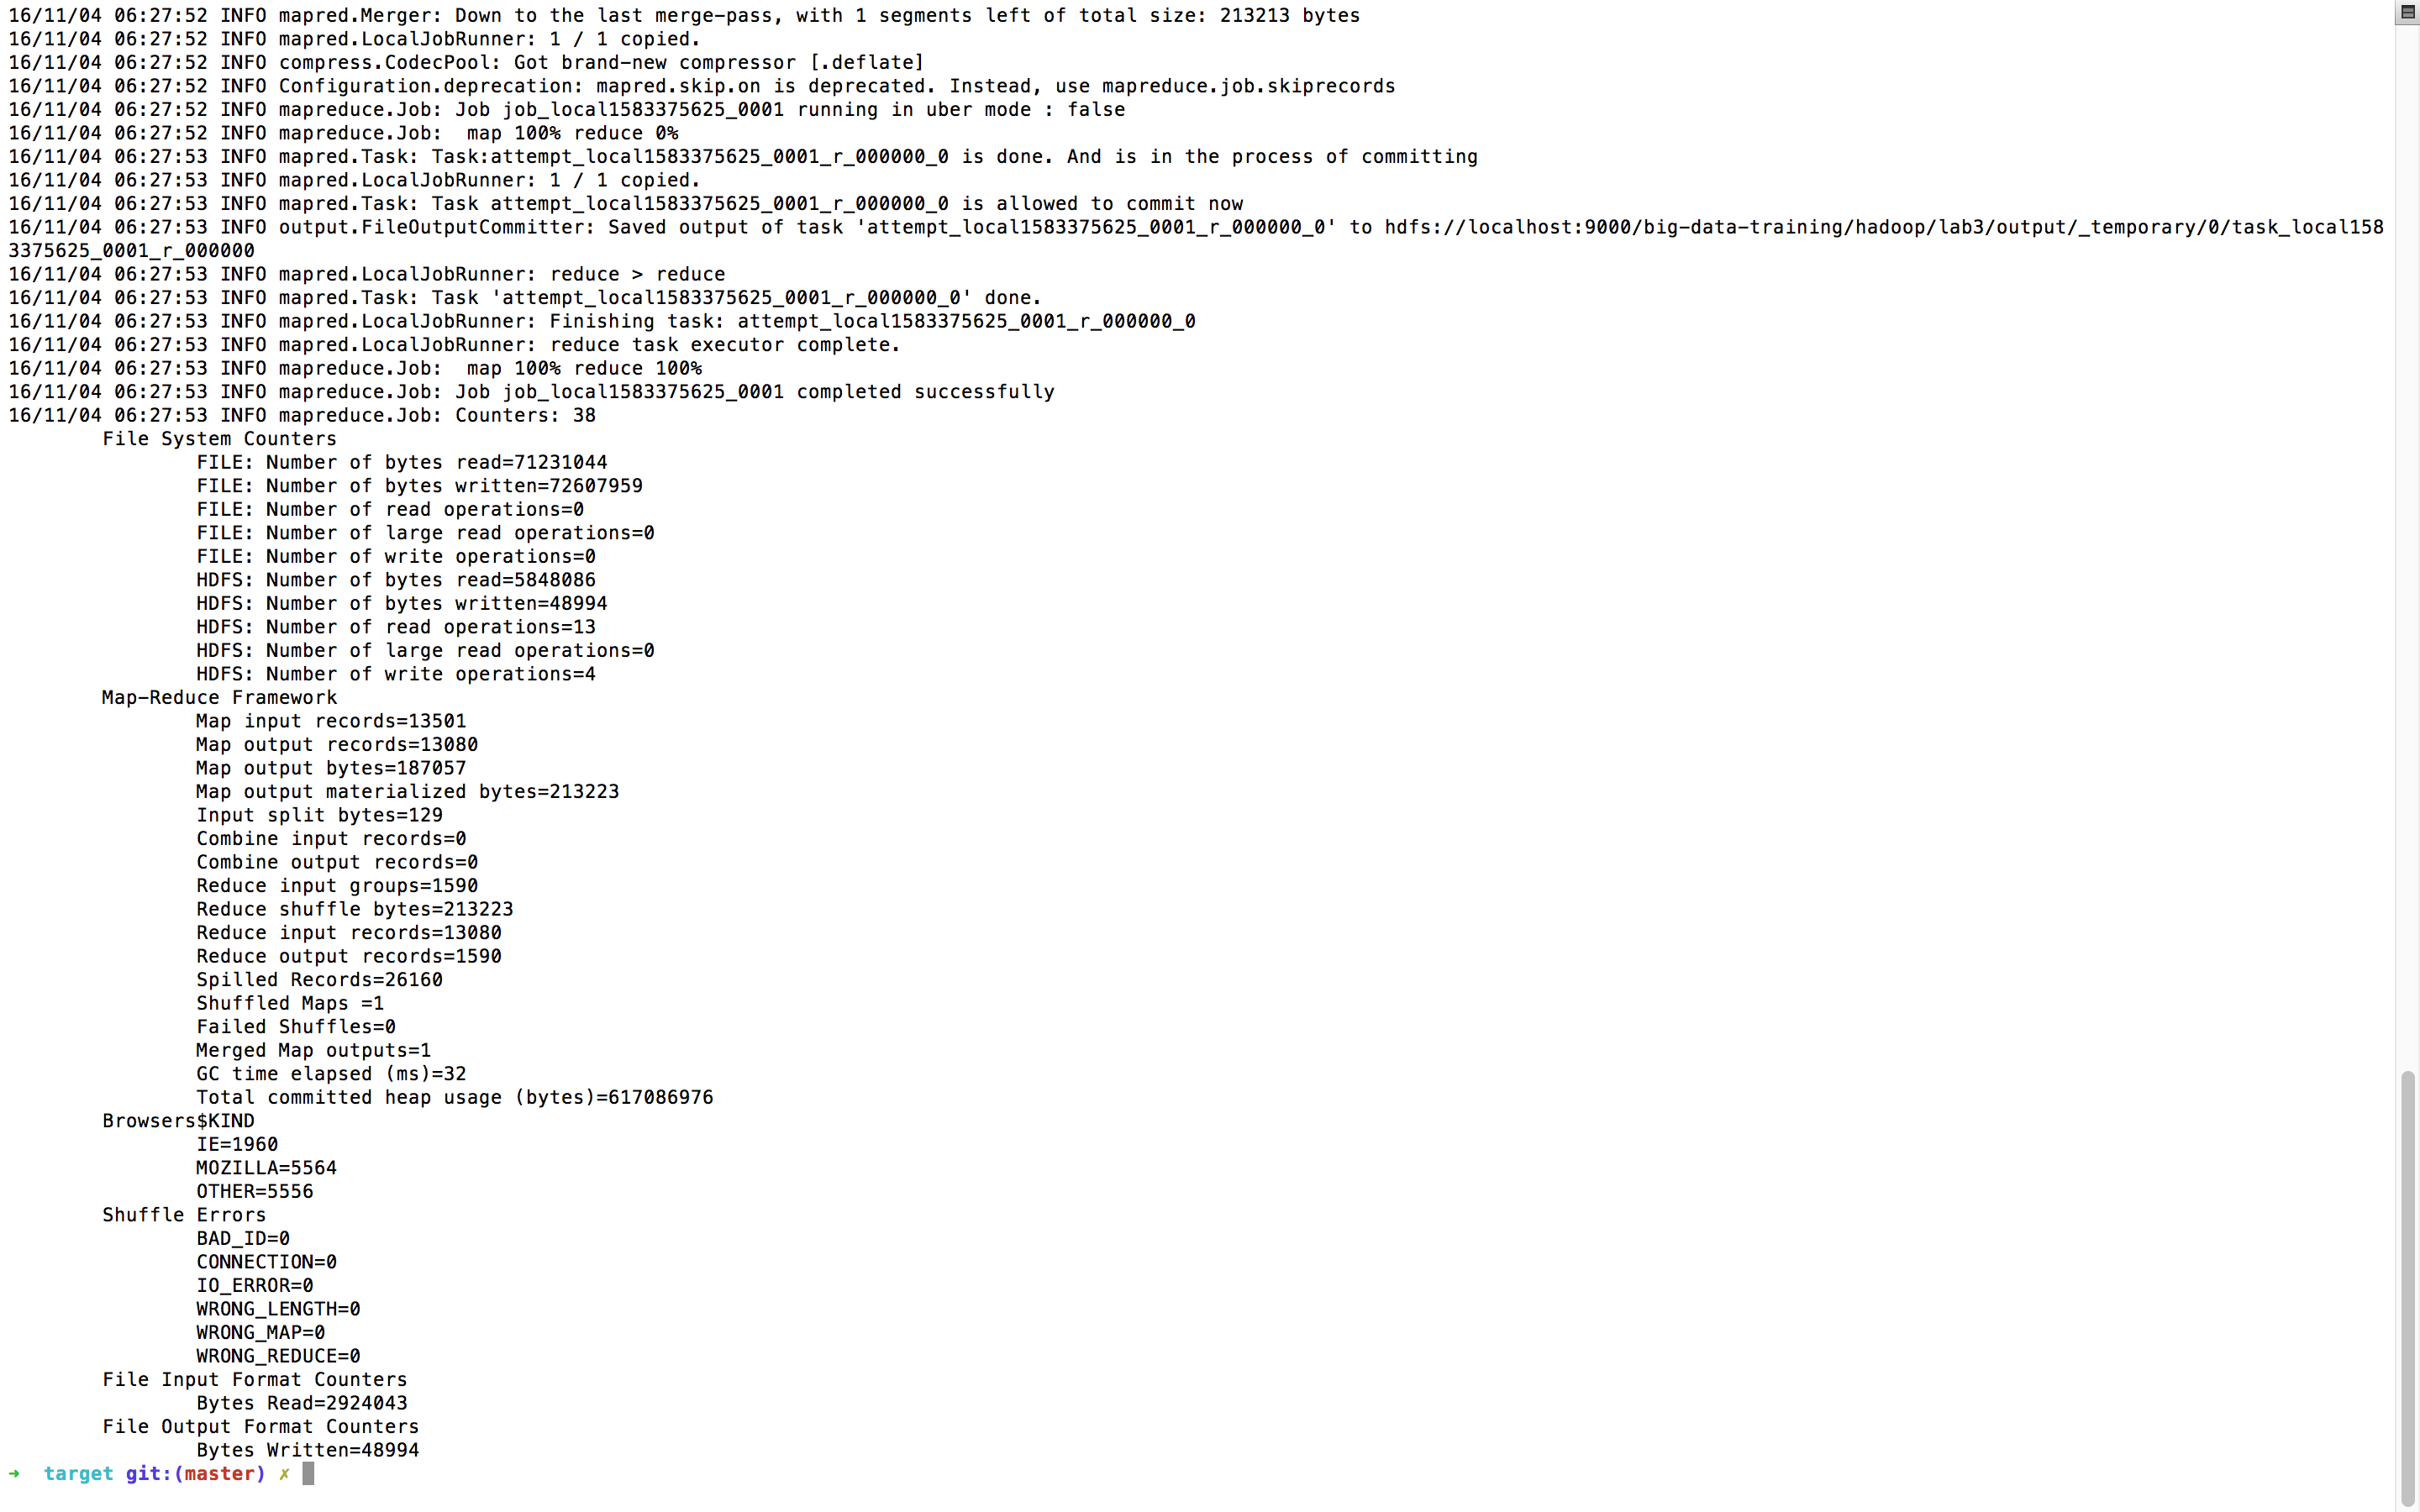 16/11/04 06:27:52 INFO mapred.Merger: Down to the last merge-pass, with 1 segments left of total size: 213213 bytes
16/11/04 06:27:52 INFO mapred.LocalJobRunner: 1 / 1 copied.
16/11/04 06:27:52 INFO compress.CodecPool: Got brand-new compressor [.deflate]
16/11/04 06:27:52 INFO Configuration.deprecation: mapred.skip.on is deprecated. Instead, use mapreduce.job.skiprecords
16/11/04 06:27:52 INFO mapreduce.Job: Job job_local1583375625_0001 running in uber mode : false
16/11/04 06:27:52 INFO mapreduce.Job:  map 100% reduce 0%
16/11/04 06:27:53 INFO mapred.Task: Task:attempt_local1583375625_0001_r_000000_0 is done. And is in the process of committing
16/11/04 06:27:53 INFO mapred.LocalJobRunner: 1 / 1 copied.
16/11/04 06:27:53 INFO mapred.Task: Task attempt_local1583375625_0001_r_000000_0 is allowed to commit now
16/11/04 06:27:53 INFO output.FileOutputCommitter: Saved output of task 'attempt_local1583375625_0001_r_000000_0' to hdfs://localhost:9000/big-data-training/hadoop/lab3/output/_temporary/0/task_local158
3375625_0001_r_000000
16/11/04 06:27:53 INFO mapred.LocalJobRunner: reduce > reduce
16/11/04 06:27:53 INFO mapred.Task: Task 'attempt_local1583375625_0001_r_000000_0' done.
16/11/04 06:27:53 INFO mapred.LocalJobRunner: Finishing task: attempt_local1583375625_0001_r_000000_0
16/11/04 06:27:53 INFO mapred.LocalJobRunner: reduce task executor complete.
16/11/04 06:27:53 INFO mapreduce.Job:  map 100% reduce 100%
16/11/04 06:27:53 INFO mapreduce.Job: Job job_local1583375625_0001 completed successfully
16/11/04 06:27:53 INFO mapreduce.Job: Counters: 38
File System Counters
FILE: Number of bytes read=71231044
FILE: Number of bytes written=72607959
FILE: Number of read operations=0
FILE: Number of large read operations=0
FILE: Number of write operations=0
HDFS: Number of bytes read=5848086
HDFS: Number of bytes written=48994
HDFS: Number of read operations=13
HDFS: Number of large read operations=0
HDFS: Number of write operations=4
Map-Reduce Framework
Map input records=13501
Map output records=13080
Map output bytes=187057
Map output materialized bytes=213223
Input split bytes=129
Combine input records=0
Combine output records=0
Reduce input groups=1590
Reduce shuffle bytes=213223
Reduce input records=13080
Reduce output records=1590
Spilled Records=26160
Shuffled Maps =1
Failed Shuffles=0
Merged Map outputs=1
GC time elapsed (ms)=32
Total committed heap usage (bytes)=617086976
Browsers$KIND
IE=1960
MOZILLA=5564
OTHER=5556
Shuffle Errors
BAD_ID=0
CONNECTION=0
IO_ERROR=0
WRONG_LENGTH=0
WRONG_MAP=0
WRONG_REDUCE=0
File Input Format Counters
Bytes Read=2924043
File Output Format Counters
Bytes Written=48994
➜  target git:(master) ✗